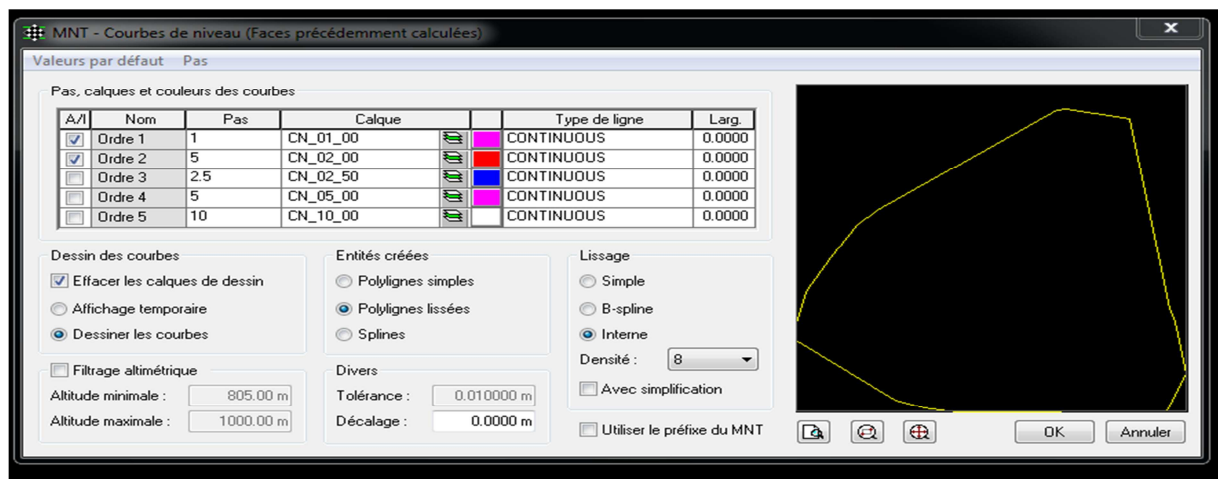 MNT - Courbes de niveau (Faces précédemment calculées)
x
Valeurs par défaut Pas
Pas, calques et couleurs des courbes
A/I Nom Pas Calque Type de ligne Larg.
Ordre 1 1 CN_01_00 CONTINUOUS 0.0000
Ordre 2 5 CN_02_00 CONTINUOUS 0.0000
Ordre 3 2.5 CN_02_50 CONTINUOUS 0.0000
Ordre 4 5 CN_05_00 CONTINUOUS 0.0000
Ordre 5 10 CN_10_00 CONTINUOUS 0.0000
Dessin des courbes
Effacer les calques de dessin
Affichage temporaire
Dessiner les courbes
Entités créées
Polylignes simples
Polylignes lissées
Splines
Lissage
Simple
B-spline
Interne
Densité : 8
Avec simplification
Filtrage altimétrique
Altitude minimale : 805.00 m
Altitude maximale : 1000.00 m
Divers
Tolérance : 0.010000 m
Décalage : 0.0000 m
Utiliser le préfixe du MNT
OK Annuler